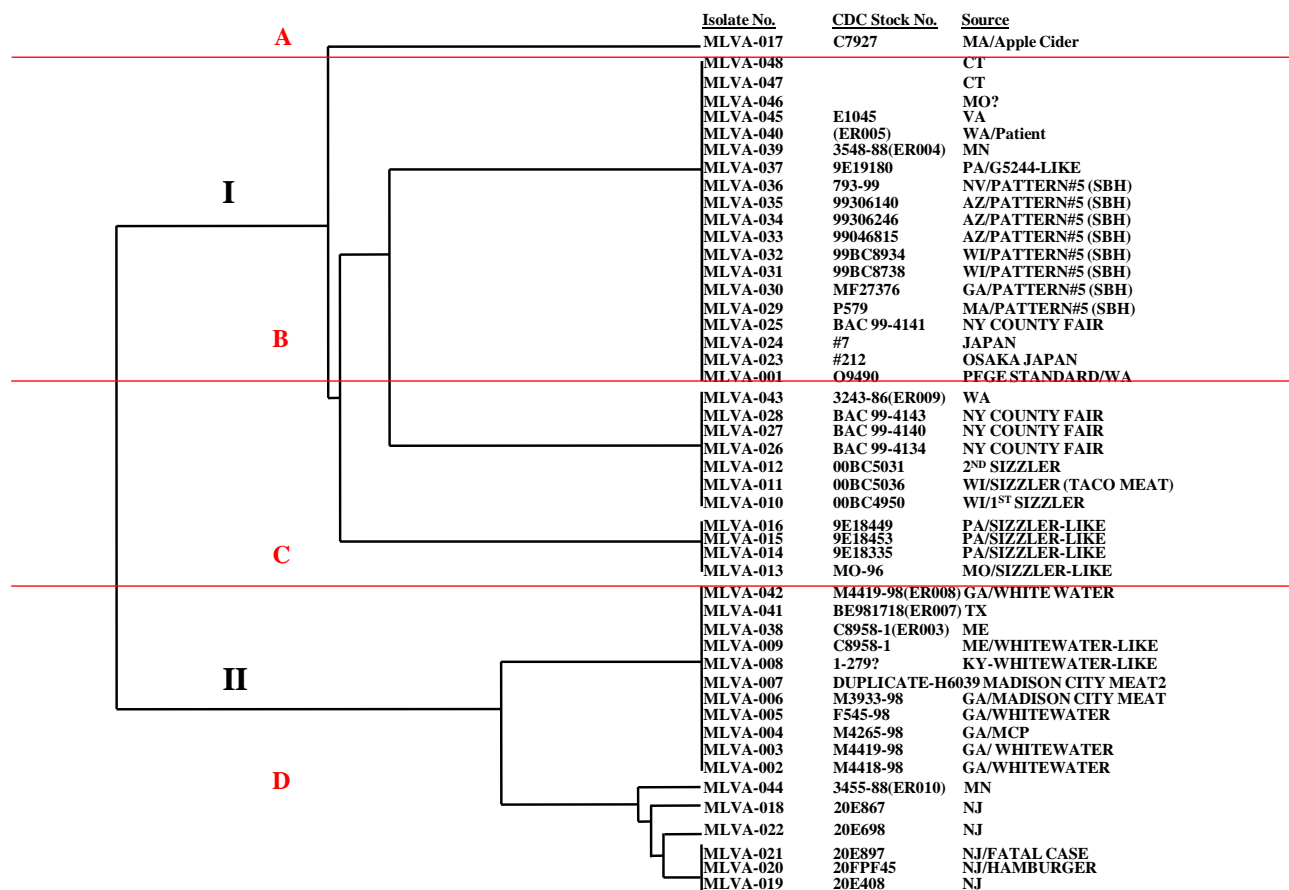 Isolate No. CDC Stock No. Source
A
MLVA-017 C7927 MA/Apple Cider
MLVA-048 CT
MLVA-047 CT
MLVA-046 MO?
MLVA-045 E1045 VA
MLVA-040 (ER005) WA/Patient
MLVA-039 3548-88(ER004) MN
MLVA-037 9E19180 PA/G5244-LIKE
I
MLVA-036 793-99 NV/PATTERN#5 (SBH)
MLVA-035 99306140 AZ/PATTERN#5 (SBH)
MLVA-034 99306246 AZ/PATTERN#5 (SBH)
MLVA-033 99046815 AZ/PATTERN#5 (SBH)
MLVA-032 99BC8934 WI/PATTERN#5 (SBH)
MLVA-031 99BC8738 WI/PATTERN#5 (SBH)
MLVA-030 MF27376 GA/PATTERN#5 (SBH)
MLVA-029 P579 MA/PATTERN#5 (SBH)
MLVA-025 BAC 99-4141 NY COUNTY FAIR
B
MLVA-024 #7 JAPAN
MLVA-023 #212 OSAKA JAPAN
MLVA-001 O9490 PFGE STANDARD/WA
MLVA-043 3243-86(ER009) WA
MLVA-028 BAC 99-4143 NY COUNTY FAIR
MLVA-027 BAC 99-4140 NY COUNTY FAIR
MLVA-026 BAC 99-4134 NY COUNTY FAIR
MLVA-012 00BC5031 2ND SIZZLER
MLVA-011 00BC5036 WI/SIZZLER (TACO MEAT)
MLVA-010 00BC4950 WI/1ST SIZZLER
MLVA-016 9E18449 PA/SIZZLER-LIKE
MLVA-015 9E18453 PA/SIZZLER-LIKE
C
MLVA-014 9E18335 PA/SIZZLER-LIKE
MLVA-013 MO-96 MO/SIZZLER-LIKE
MLVA-042 M4419-98(ER008) GA/WHITE WATER
MLVA-041 BE981718(ER007) TX
MLVA-038 C8958-1(ER003) ME
MLVA-009 C8958-1 ME/WHITEWATER-LIKE
MLVA-008 1-279? KY-WHITEWATER-LIKE
II
MLVA-007 DUPLICATE-H6039 MADISON CITY MEAT2
MLVA-006 M3933-98 GA/MADISON CITY MEAT
MLVA-005 F545-98 GA/WHITEWATER
MLVA-004 M4265-98 GA/MCP
MLVA-003 M4419-98 GA/ WHITEWATER
MLVA-002 M4418-98 GA/WHITEWATER
D
MLVA-044 3455-88(ER010) MN
MLVA-018 20E867 NJ
MLVA-022 20E698 NJ
MLVA-021 20E897 NJ/FATAL CASE
MLVA-020 20FPF45 NJ/HAMBURGER
MLVA-019 20E408 NJ